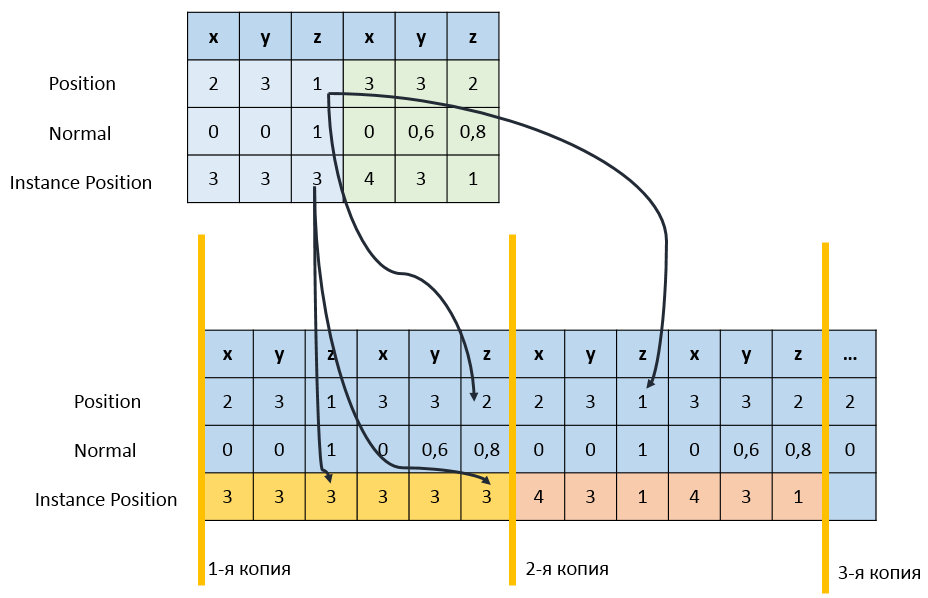 x y z x y z
Position 2 3 1 3 3 2
Normal 0 0 1 0 0,6 0,8
Instance Position 3 3 3 4 3 1
x y z x y z x y z x y z ...
Position 2 3 1 3 3 2 2 3 1 3 3 2 2
Normal 0 0 1 0 0,6 0,8 0 0 1 0 0,6 0,8 0
Instance Position 3 3 3 3 3 3 4 3 1 4 3 1
1-я копия 2-я копия 3-я копия